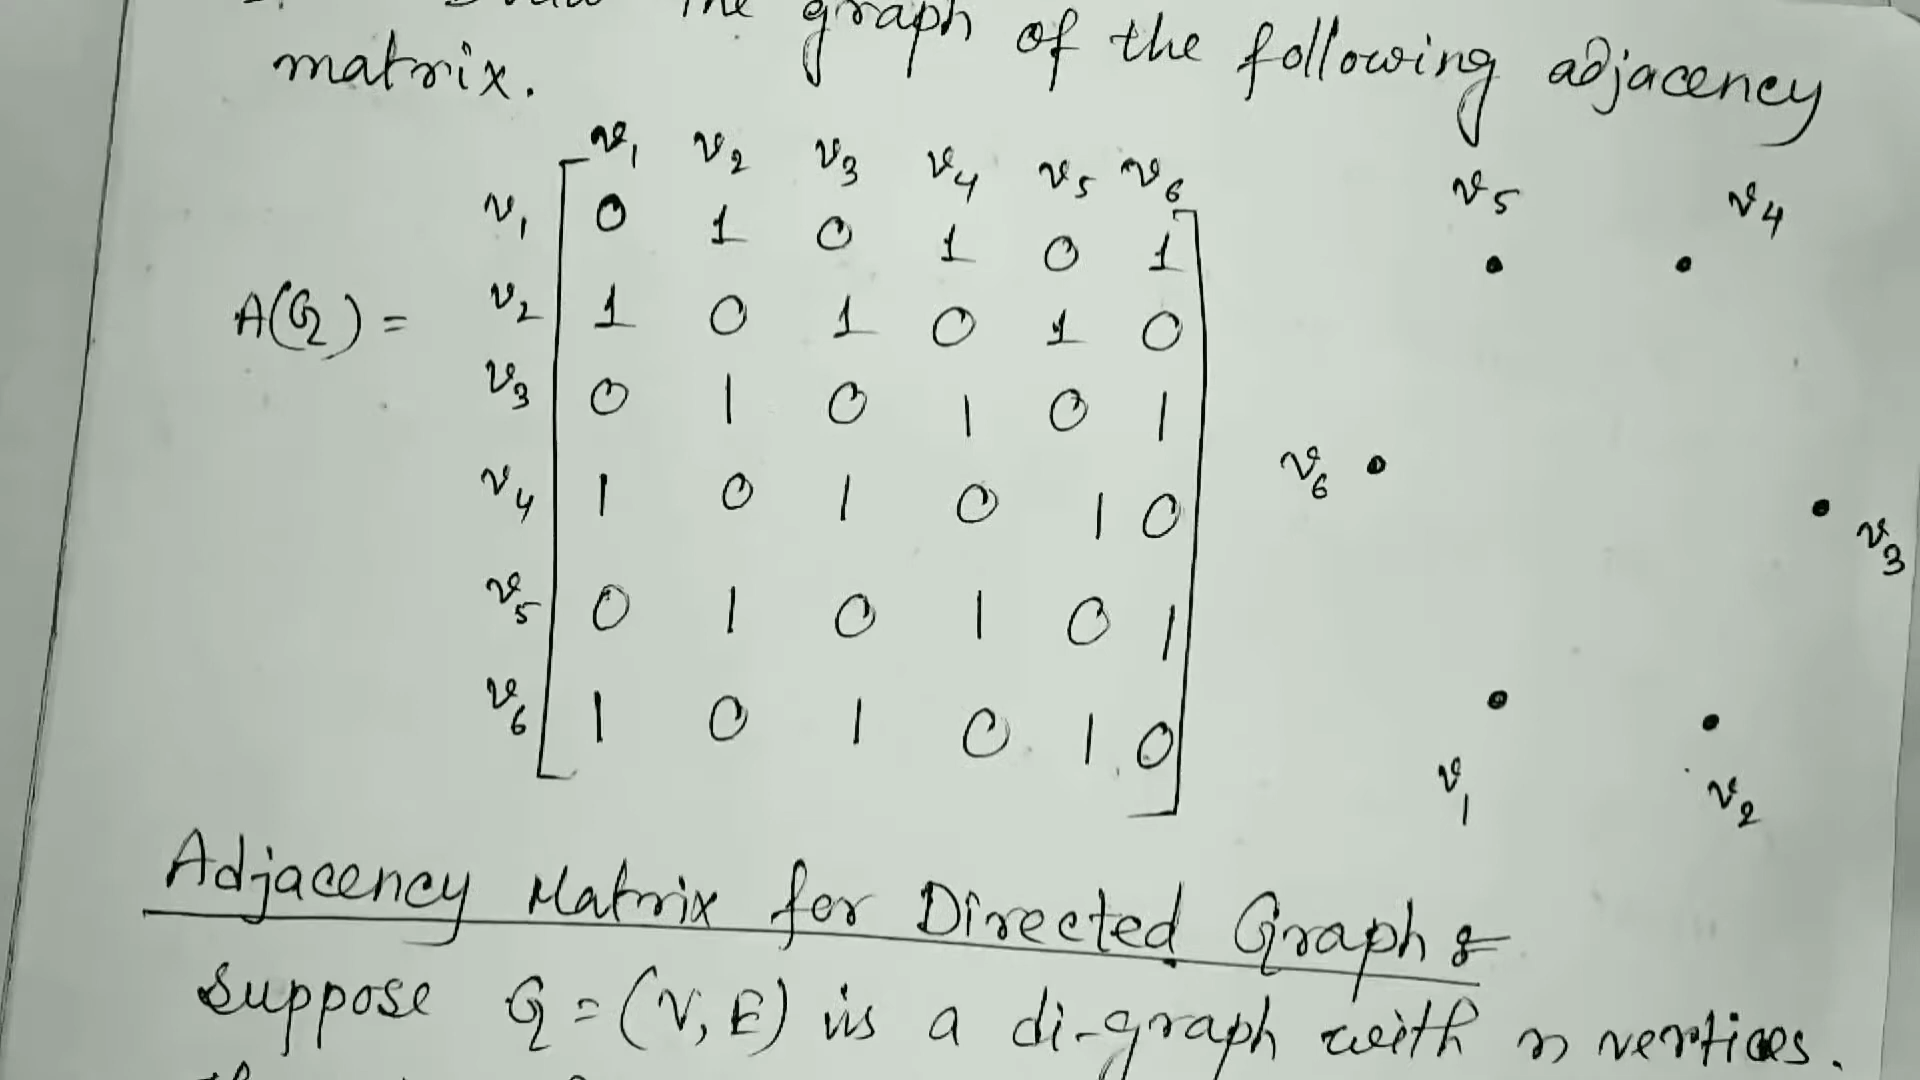 the graph of the following adjacency
matrix.
v1 v2 v3 v4 v5 v6
v1 0 1 0 1 0 1
A(G) = v2 1 0 1 0 1 0
v3 0 1 0 1 0 1
v4 1 0 1 0 1 0
v5 0 1 0 1 0 1
v6 1 0 1 0 1 0
v5 v4
v6 v3
v1 v2
Adjacency Matrix for Directed Graph :-
Suppose G = (V, E) is a di-graph with n vertices.